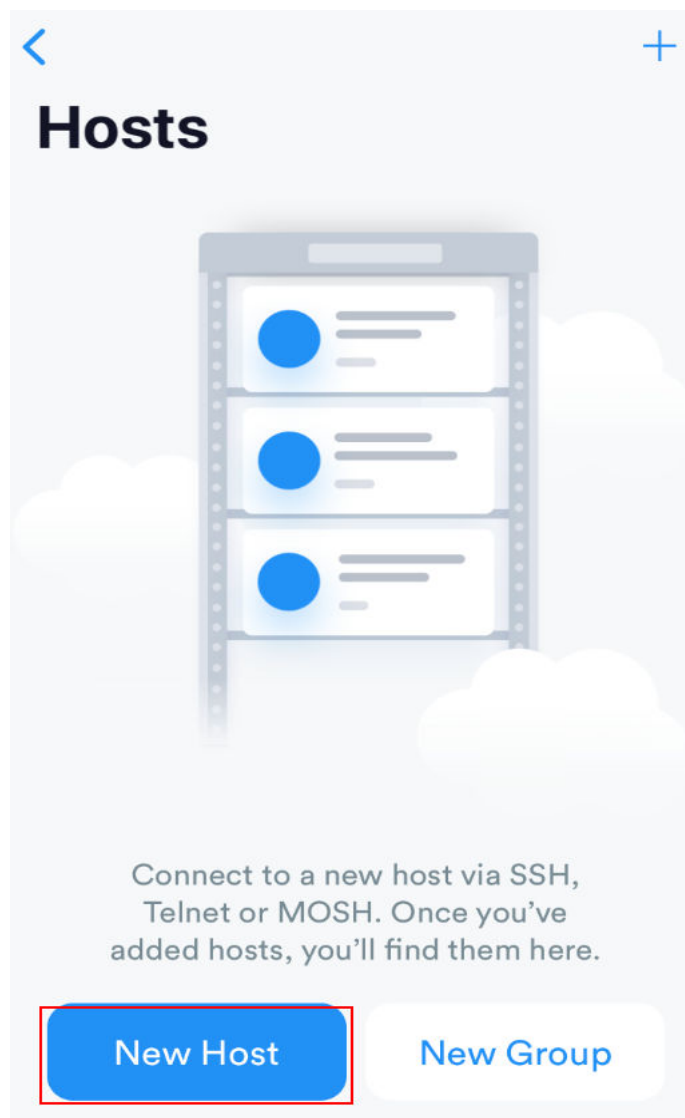 Hosts
Connect to a new host via SSH,
Telnet or MOSH. Once you’ve
added hosts, you’ll find them here.
New Host
New Group